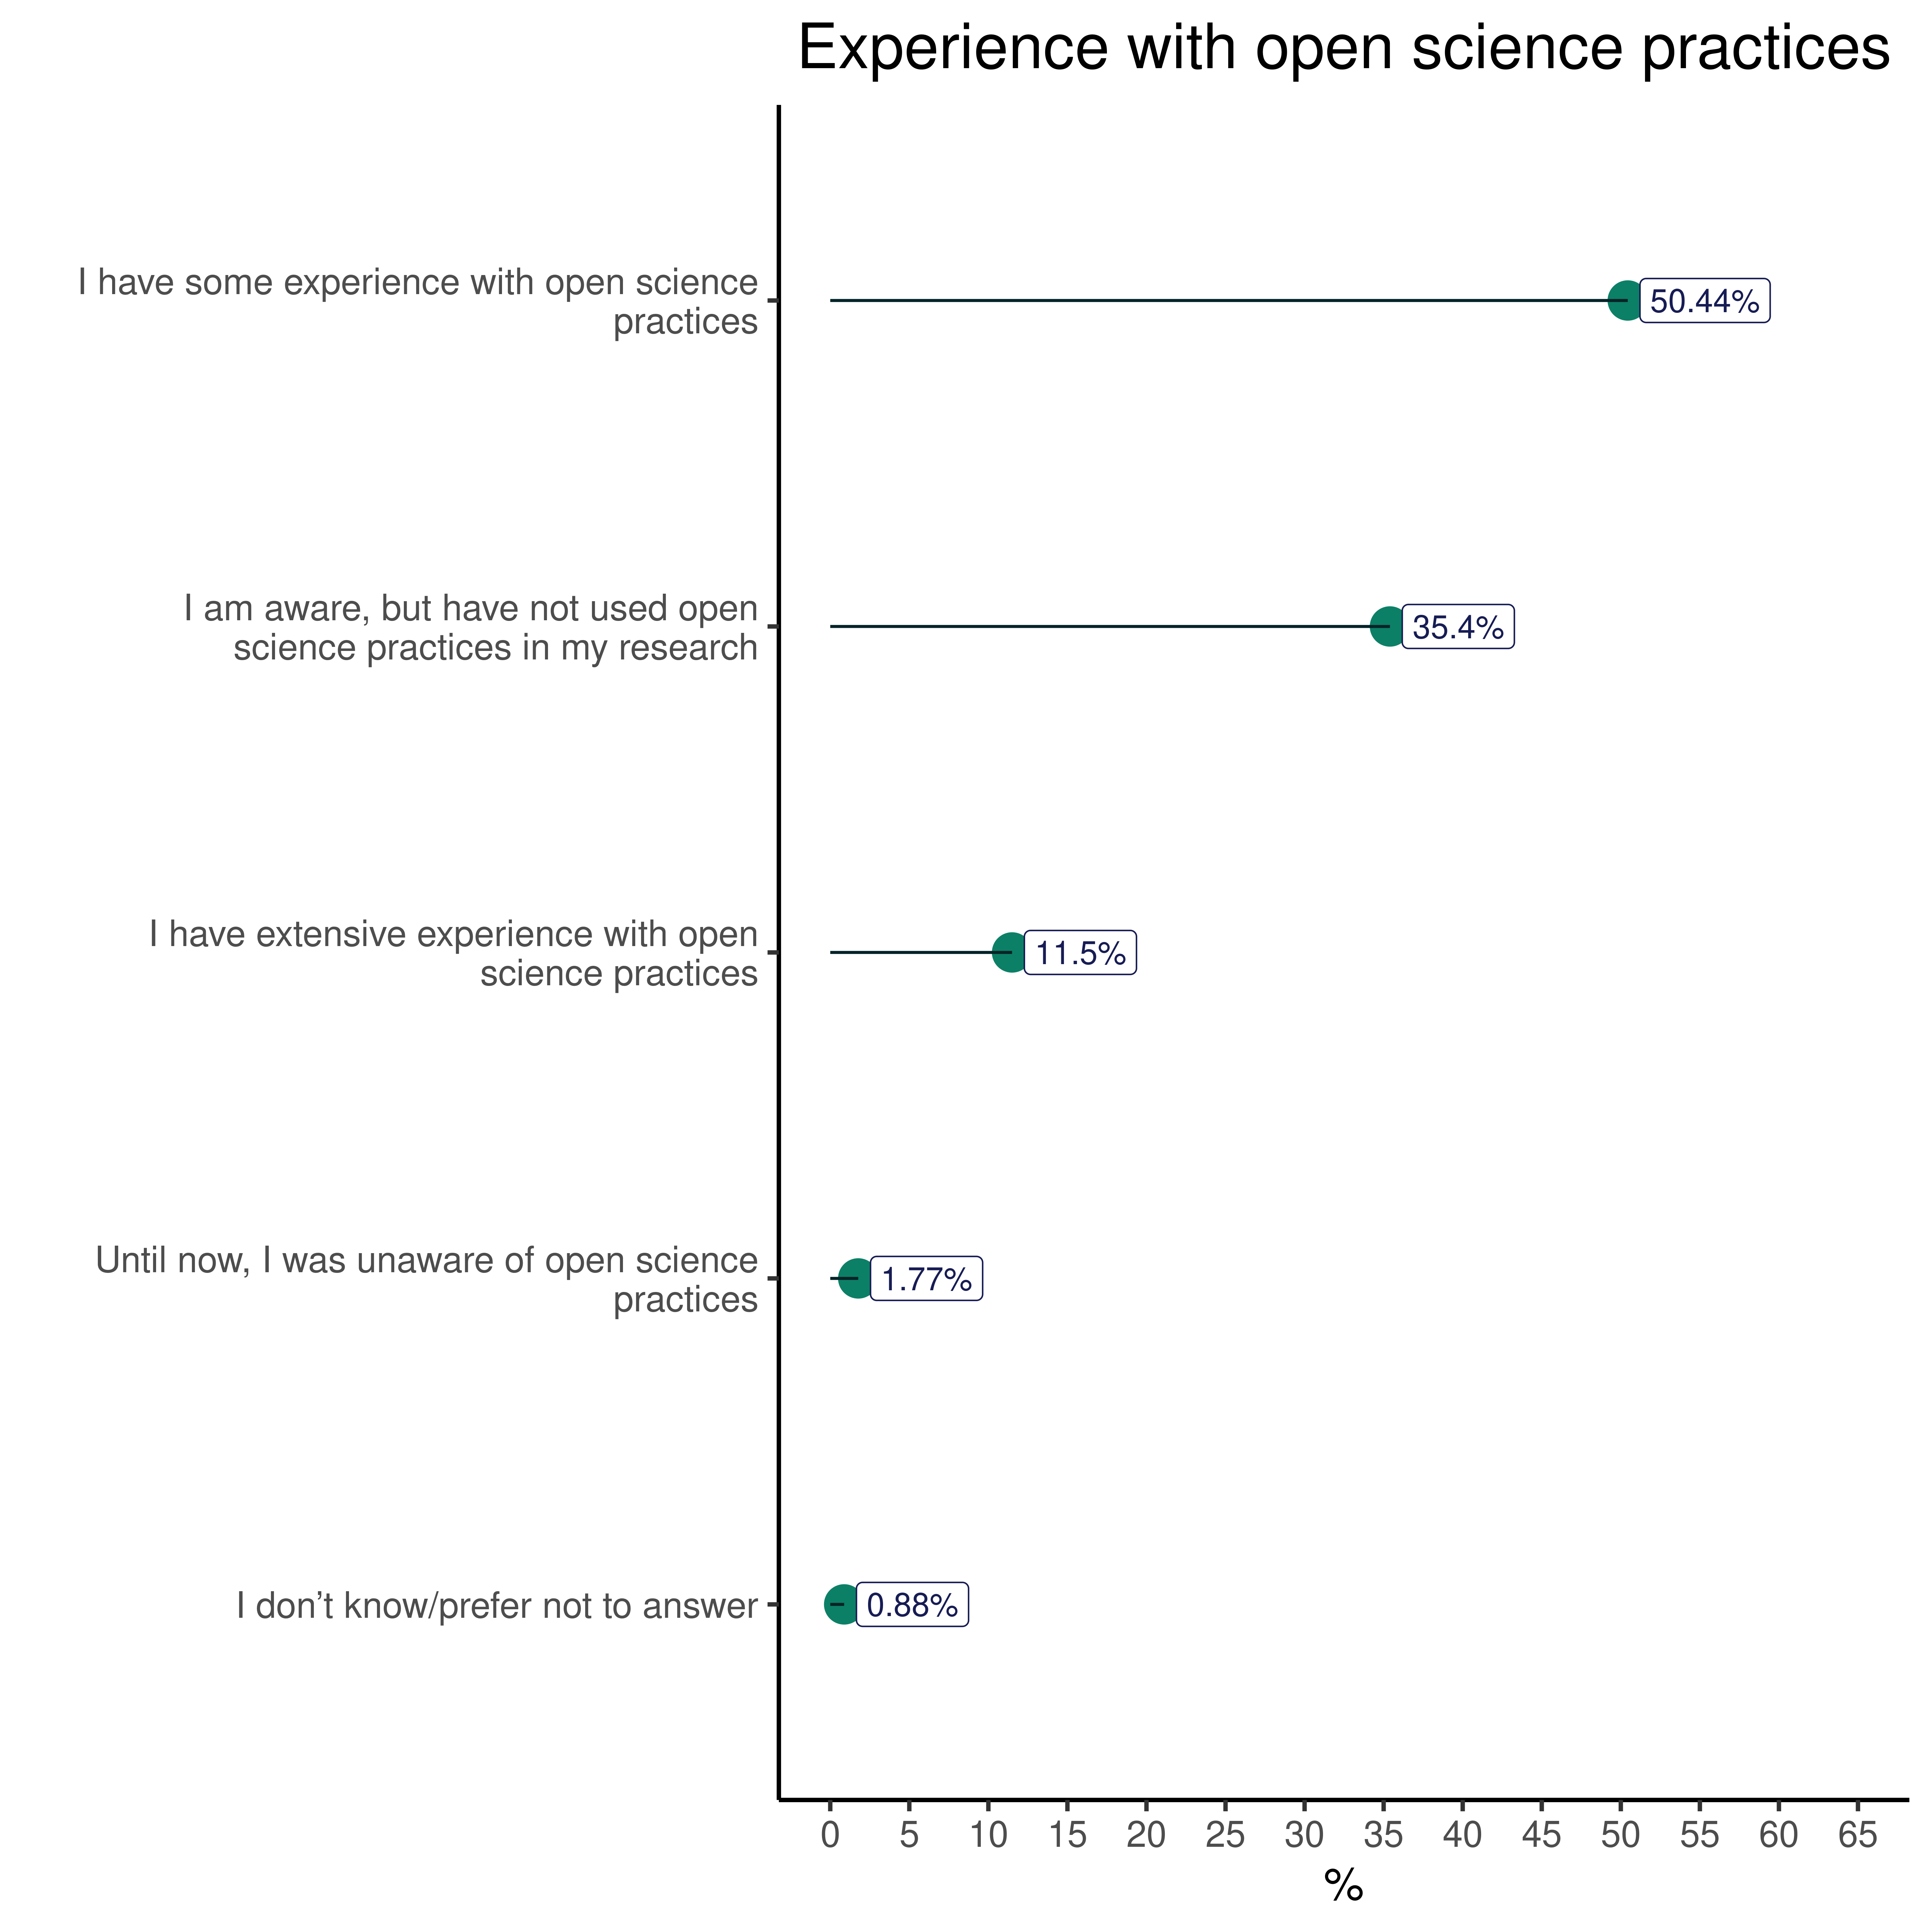 Experience with open science practices
I have some experience with open science
practices
50.44%
I am aware, but have not used open
science practices in my research
35.4%
I have extensive experience with open
science practices
11.5%
Until now, I was unaware of open science
practices
1.77%
I don’t know/prefer not to answer
0.88%
0 5 10 15 20 25 30 35 40 45 50 55 60 65
%